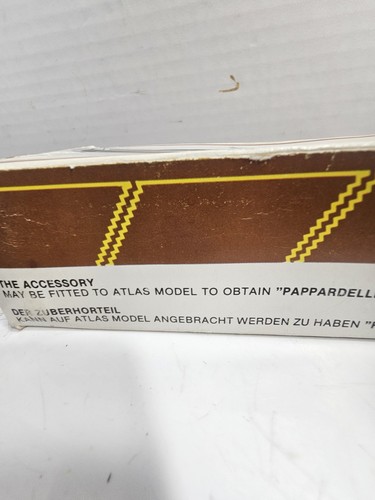 THE ACCESSORY
MAY BE FITTED TO ATLAS MODEL TO OBTAIN "PAPPARDELL
DER ZUBERHORTEIL
KANN AUF ATLAS MODEL ANGEBRACHT WERDEN ZU HABEN "P